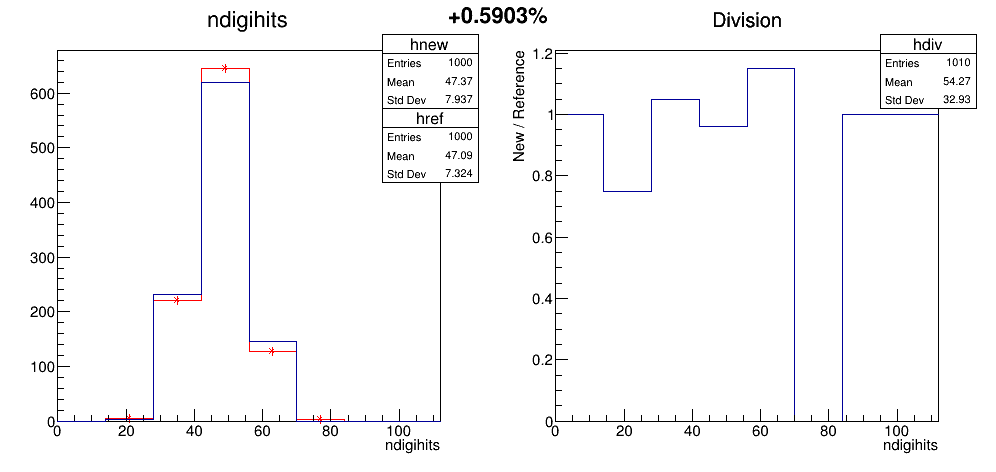 ndigihits
+0.5903%
Division
hnew
Entries 1000
Mean 47.37
Std Dev 7.937
href
Entries 1000
Mean 47.09
Std Dev 7.324
600
500
400
300
200
100
0
0 20 40 60 80 100
ndigihits
hdiv
Entries 1010
Mean 54.27
Std Dev 32.93
New / Reference
1.2
1
0.8
0.6
0.4
0.2
0
0 20 40 60 80 100
ndigihits